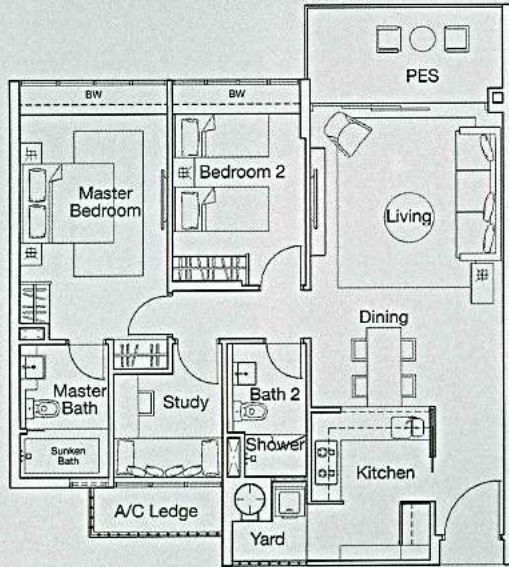 PES
BW
BW
Master
Bedroom
Bedroom 2
Living
Dining
Master
Bath
Study
Bath 2
Shower
Sunken
Bath
Kitchen
A/C Ledge
Yard